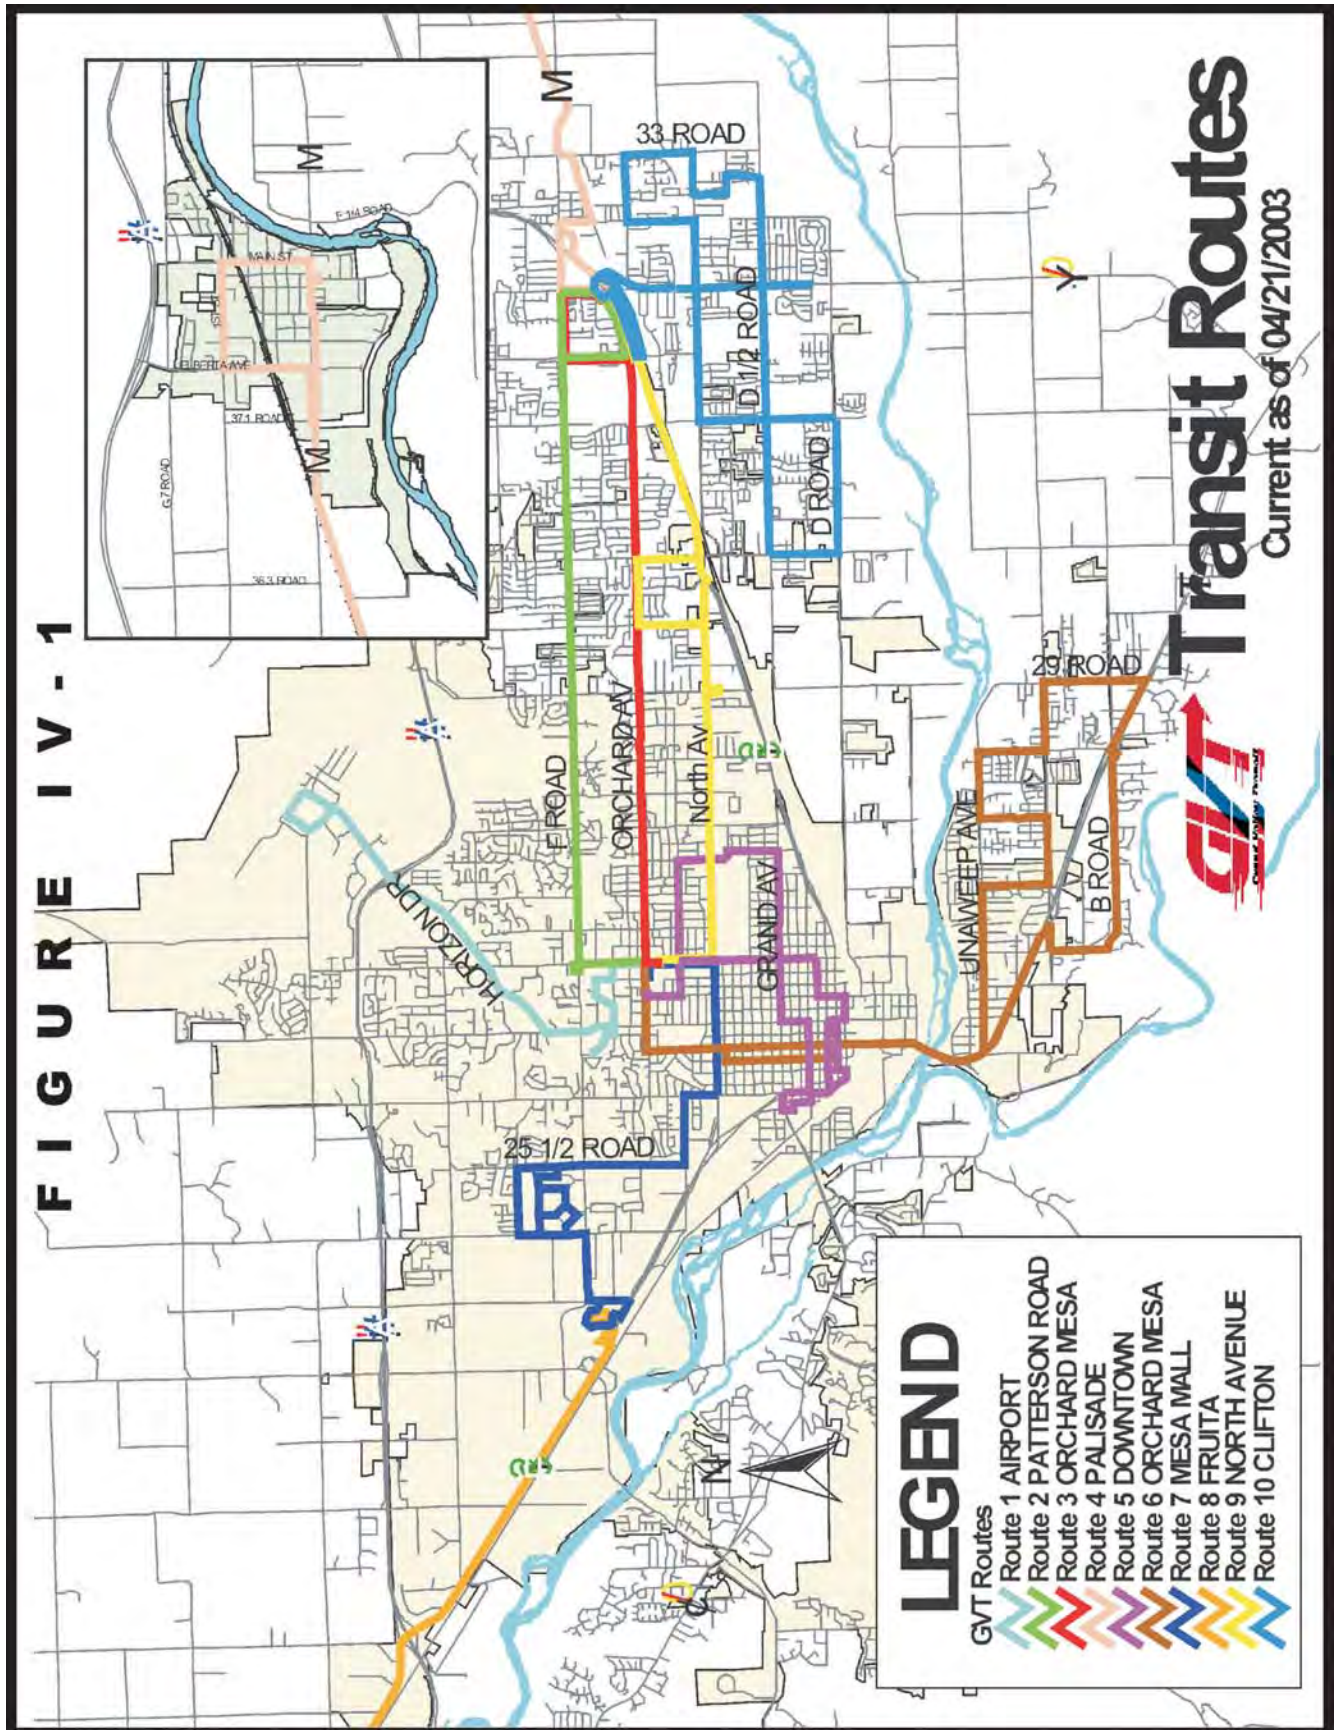 FIGURE IV-1
G.7 ROAD
36.3 ROAD
37.1 ROAD
ELBERTA AVE
MAIN ST
F 1/4 ROAD
M
M
M
33 ROAD
D 1/2 ROAD
D ROAD
F ROAD
ORCHARD AV
North Av
HORIZON DR
GRAND AV
25 1/2 ROAD
UNAWEEP AVE
29 ROAD
B ROAD
N
LEGEND
GVT Routes
Route 1 AIRPORT
Route 2 PATTERSON ROAD
Route 3 ORCHARD MESA
Route 4 PALISADE
Route 5 DOWNTOWN
Route 6 ORCHARD MESA
Route 7 MESA MALL
Route 8 FRUITA
Route 9 NORTH AVENUE
Route 10 CLIFTON
GVT
Transit Routes
Current as of 04/21/2003